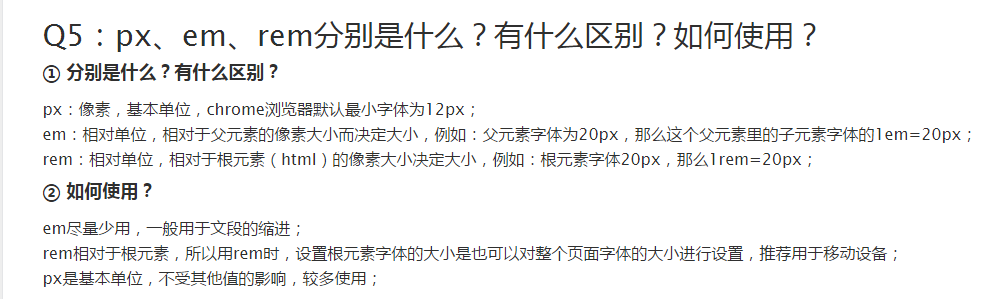 Q5：px、em、rem分别是什么？有什么区别？如何使用？
① 分别是什么？有什么区别？
px：像素，基本单位，chrome浏览器默认最小字体为12px；
em：相对单位，相对于父元素的像素大小而决定大小，例如：父元素字体为20px，那么这个父元素里的子元素字体的1em=20px；
rem：相对单位，相对于根元素（html）的像素大小决定大小，例如：根元素字体20px，那么1rem=20px；
② 如何使用？
em尽量少用，一般用于文段的缩进；
rem相对于根元素，所以用rem时，设置根元素字体的大小是也可以对整个页面字体的大小进行设置，推荐用于移动设备；
px是基本单位，不受其他值的影响，较多使用；